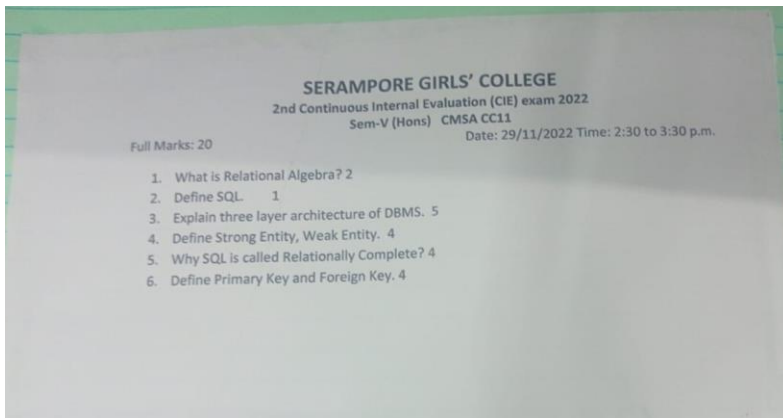 SERAMPORE GIRLS' COLLEGE
2nd Continuous Internal Evaluation (CIE) exam 2022
Sem-V (Hons) CMSA CC11
Full Marks: 20 Date: 29/11/2022 Time: 2:30 to 3:30 p.m.
1. What is Relational Algebra? 2
2. Define SQL. 1
3. Explain three layer architecture of DBMS. 5
4. Define Strong Entity, Weak Entity. 4
5. Why SQL is called Relationally Complete? 4
6. Define Primary Key and Foreign Key. 4